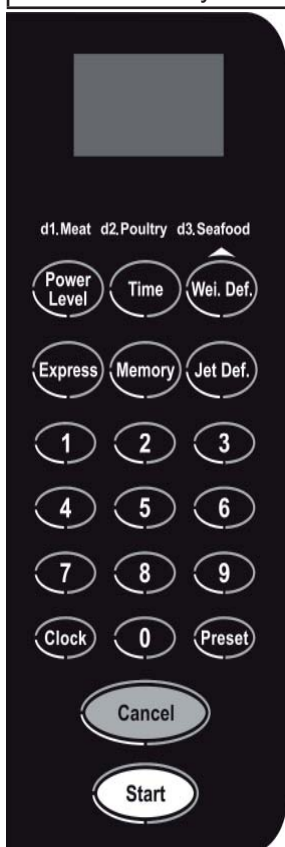 d1.Meat d2.Poultry d3.Seafood
Power Level Time Wei. Def.
Express Memory Jet Def.
1 2 3
4 5 6
7 8 9
Clock 0 Preset
Cancel
Start